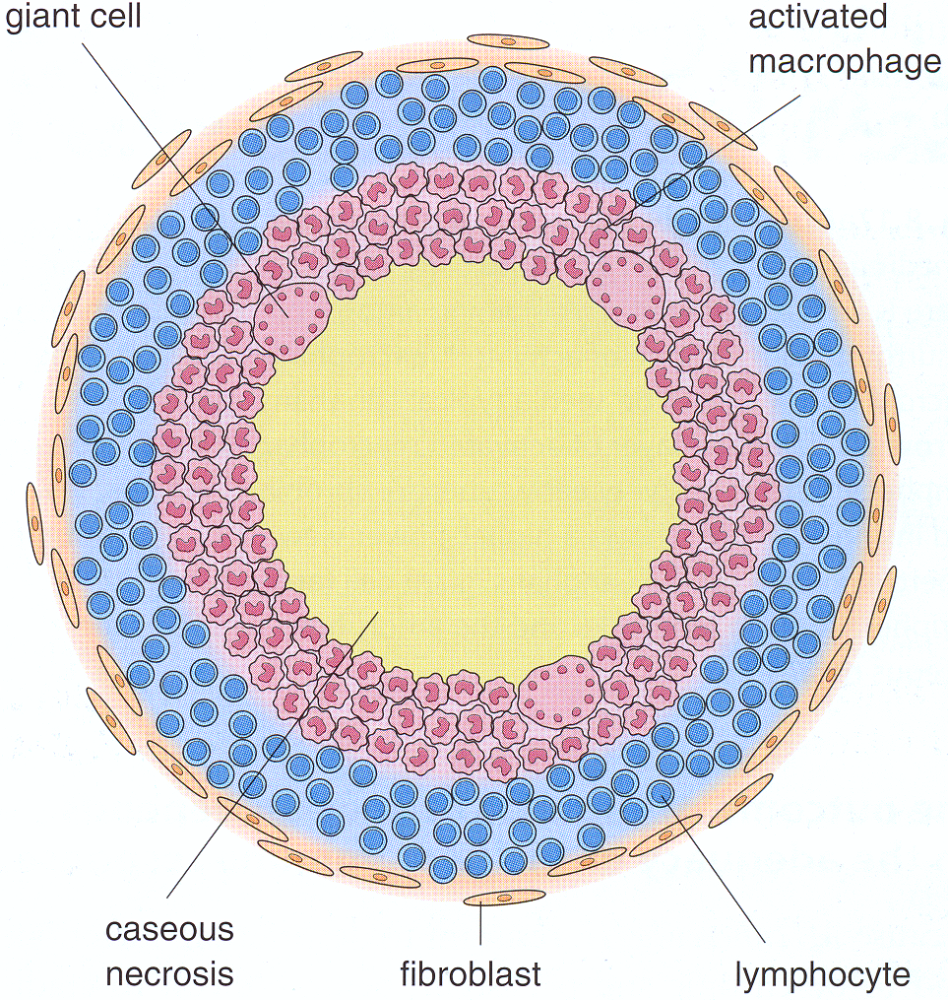 giant cell
activated
macrophage
caseous
necrosis
fibroblast
lymphocyte